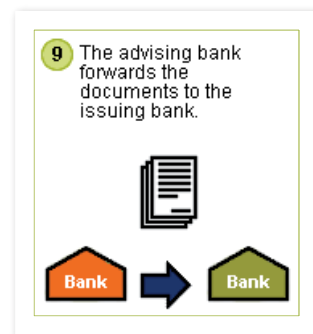 9 The advising bank
forwards the
documents to the
issuing bank.
Bank Bank